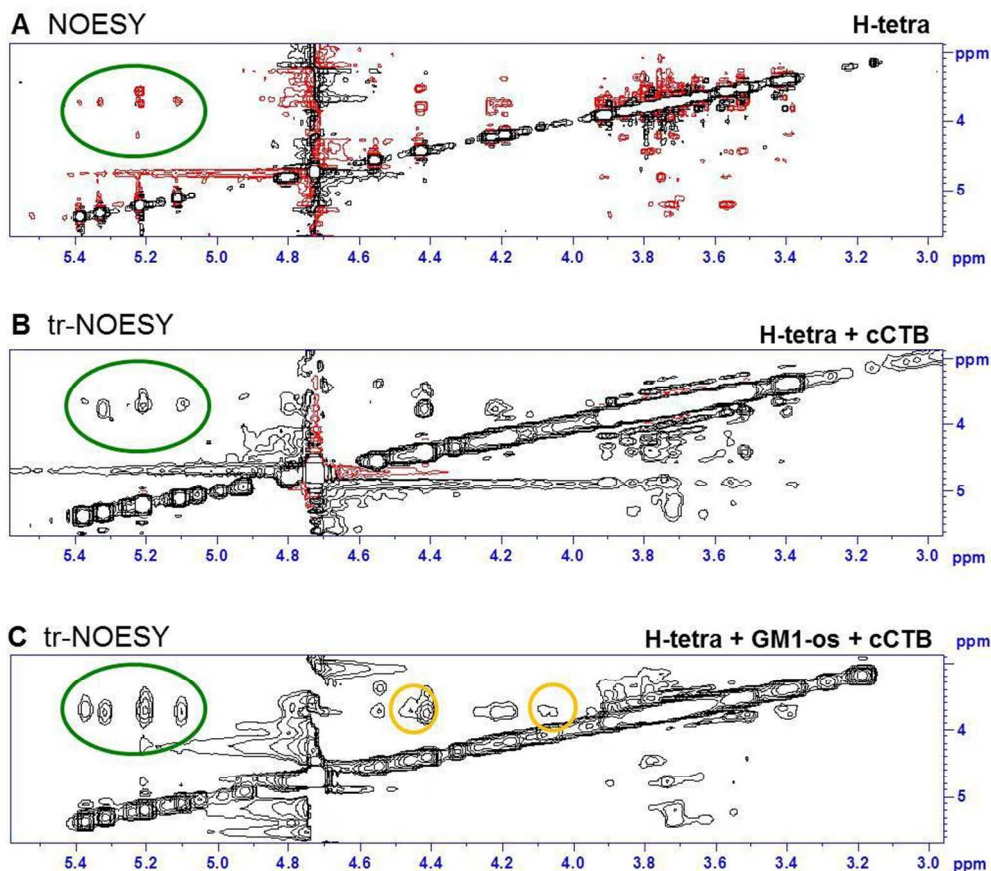 A NOESY
H-tetra
ppm
4
5
5.4 5.2 5.0 4.8 4.6 4.4 4.2 4.0 3.8 3.6 3.4 3.2 3.0 ppm
B tr-NOESY
H-tetra + cCTB
ppm
4
5
5.4 5.2 5.0 4.8 4.6 4.4 4.2 4.0 3.8 3.6 3.4 3.2 3.0 ppm
C tr-NOESY
H-tetra + GM1-os + cCTB
ppm
4
5
5.4 5.2 5.0 4.8 4.6 4.4 4.2 4.0 3.8 3.6 3.4 3.2 3.0 ppm